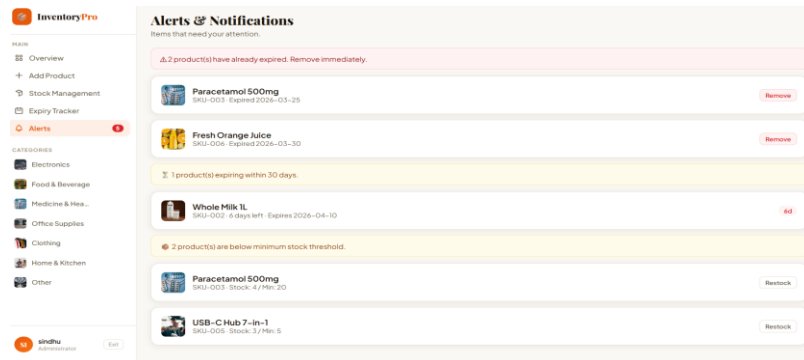 InventoryPro
MAIN
Overview
Add Product
Stock Management
Expiry Tracker
Alerts 5
CATEGORIES
Electronics
Food & Beverage
Medicine & Hea...
Office Supplies
Clothing
Home & Kitchen
Other
SI
sindhu
Administrator
Exit
Alerts & Notifications
Items that need your attention.
2 product(s) have already expired. Remove immediately.
Paracetamol 500mg
SKU-003 · Expired 2026-03-25
Remove
Fresh Orange Juice
SKU-006 · Expired 2026-03-30
Remove
1 product(s) expiring within 30 days.
Whole Milk 1L
SKU-002 · 6 days left · Expires 2026-04-10
6d
2 product(s) are below minimum stock threshold.
Paracetamol 500mg
SKU-003 · Stock: 4 / Min: 20
Restock
USB-C Hub 7-in-1
SKU-005 · Stock: 3 / Min: 5
Restock